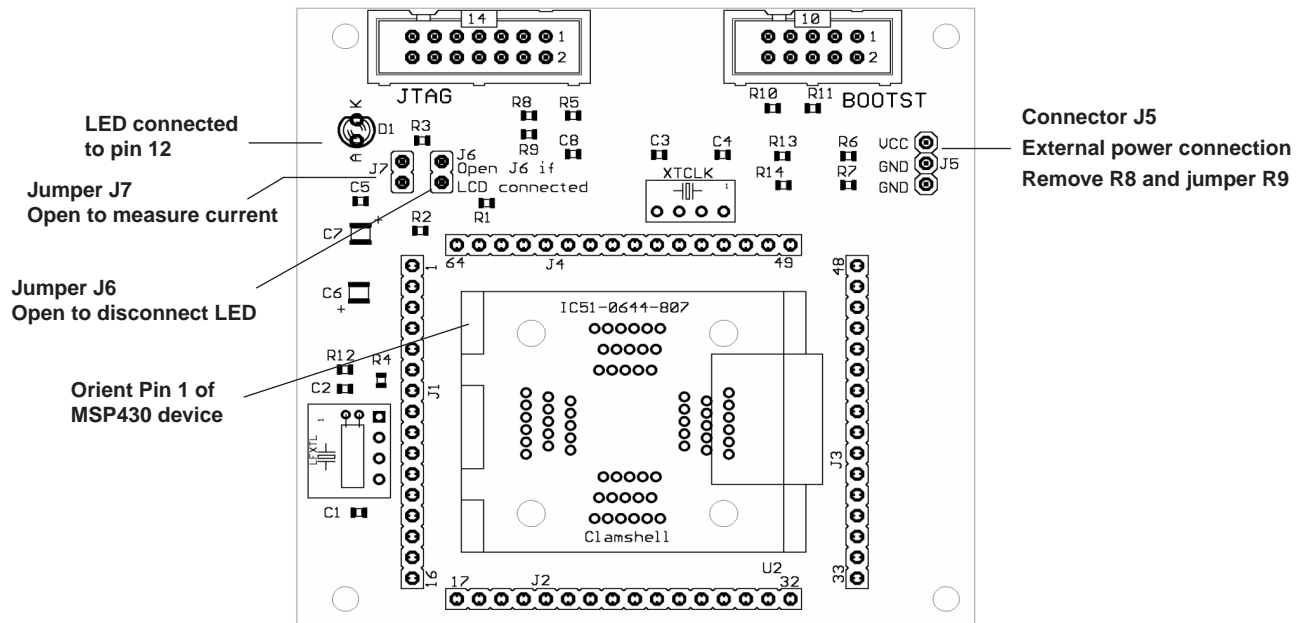 14
1
2
JTAG
10
1
2
BOOTST
LED connected
to pin 12
Jumper J7
Open to measure current
Jumper J6
Open to disconnect LED
Orient Pin 1 of
MSP430 device
Connector J5
External power connection
Remove R8 and jumper R9
K
D1
A
R3
J7
J6
Open J6 if
LCD connected
R8
R5
R9
C8
C3
C4
R10
R11
R13
R14
R6
R7
VCC
GND
GND
J5
XTCLK
1
C5
+
C7
R2
R1
C6
+
64
J4
49
1
J1
16
48
J3
33
IC51-0644-807
Clamshell
R12
R4
C2
LFXTL
1
C1
17
J2
U2
32